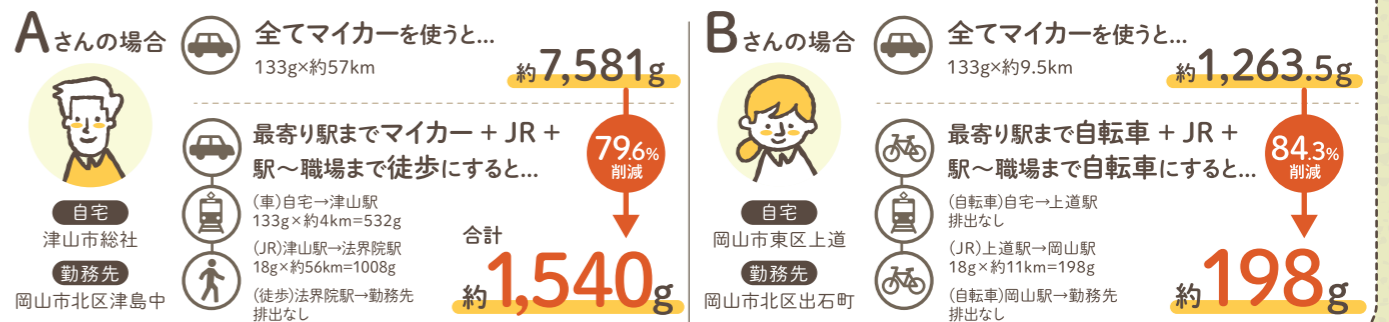 Aさんの場合
自宅
津山市総社
勤務先
岡山市北区津島中
全てマイカーを使うと...
133g×約57km
約7,581g
最寄り駅までマイカー + JR +
駅〜職場まで徒歩にすると...
(車)自宅→津山駅
133g×約4km=532g
(JR)津山駅→法界院駅
18g×約56km=1008g
(徒歩)法界院駅→勤務先
排出なし
79.6%
削減
合計
約1,540g
Bさんの場合
自宅
岡山市東区上道
勤務先
岡山市北区出石町
全てマイカーを使うと...
133g×約9.5km
約1,263.5g
最寄り駅まで自転車 + JR +
駅〜職場まで自転車にすると...
(自転車)自宅→上道駅
排出なし
(JR)上道駅→岡山駅
18g×約11km=198g
(自転車)岡山駅→勤務先
排出なし
84.3%
削減
約198g